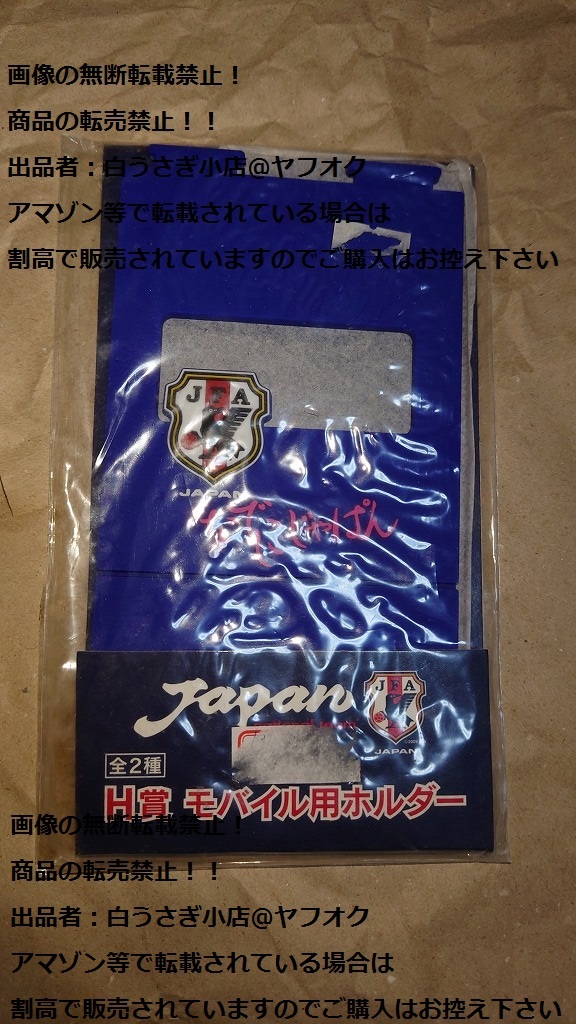 画像の無断転載禁止！
商品の転売禁止！！
出品者：白うさぎ小店@ヤフオク
アマゾン等で転載されている場合は
割高で販売されていますのでご購入はお控え下さい
JFA
JAPAN
じゃぱん
Japan
JFA
JAPAN
全2種
H賞 モバイル用ホルダー
画像の無断転載禁止！
商品の転売禁止！！
出品者：白うさぎ小店@ヤフオク
アマゾン等で転載されている場合は
割高で販売されていますのでご購入はお控え下さい